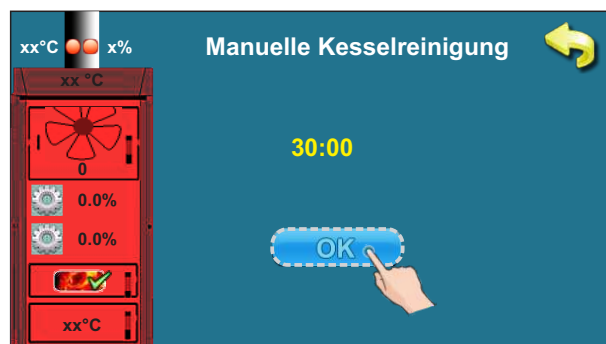 xx°C x% Manuelle Kesselreinigung
xx °C
30:00
0
0.0%
0.0%
OK
xx°C